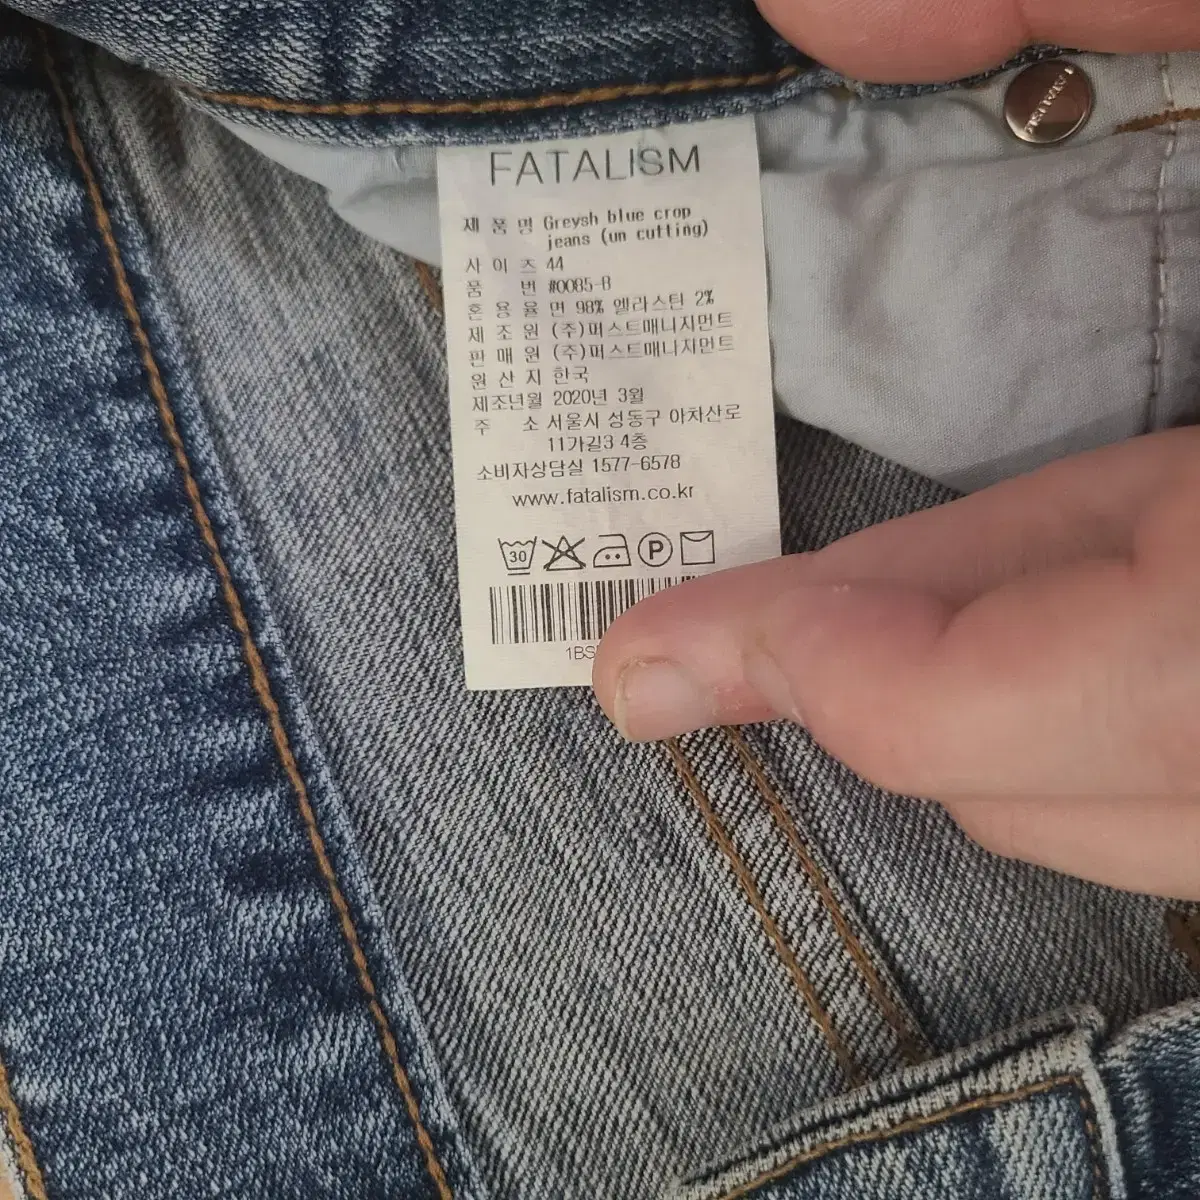 FATALISM
제 품 명 Greysh blue crop
jeans (un cutting)
사 이 즈 44
품 번 #0085-B
혼 용 율 면 98% 엘라스틴 2%
제 조 원 (주)퍼스트매니지먼트
판 매 원 (주)퍼스트매니지먼트
원 산 지 한국
제조년월 2020년 3월
주 소 서울시 성동구 아차산로
11가길3 4층
소비자상담실 1577-6578
www.fatalism.co.kr
30 P